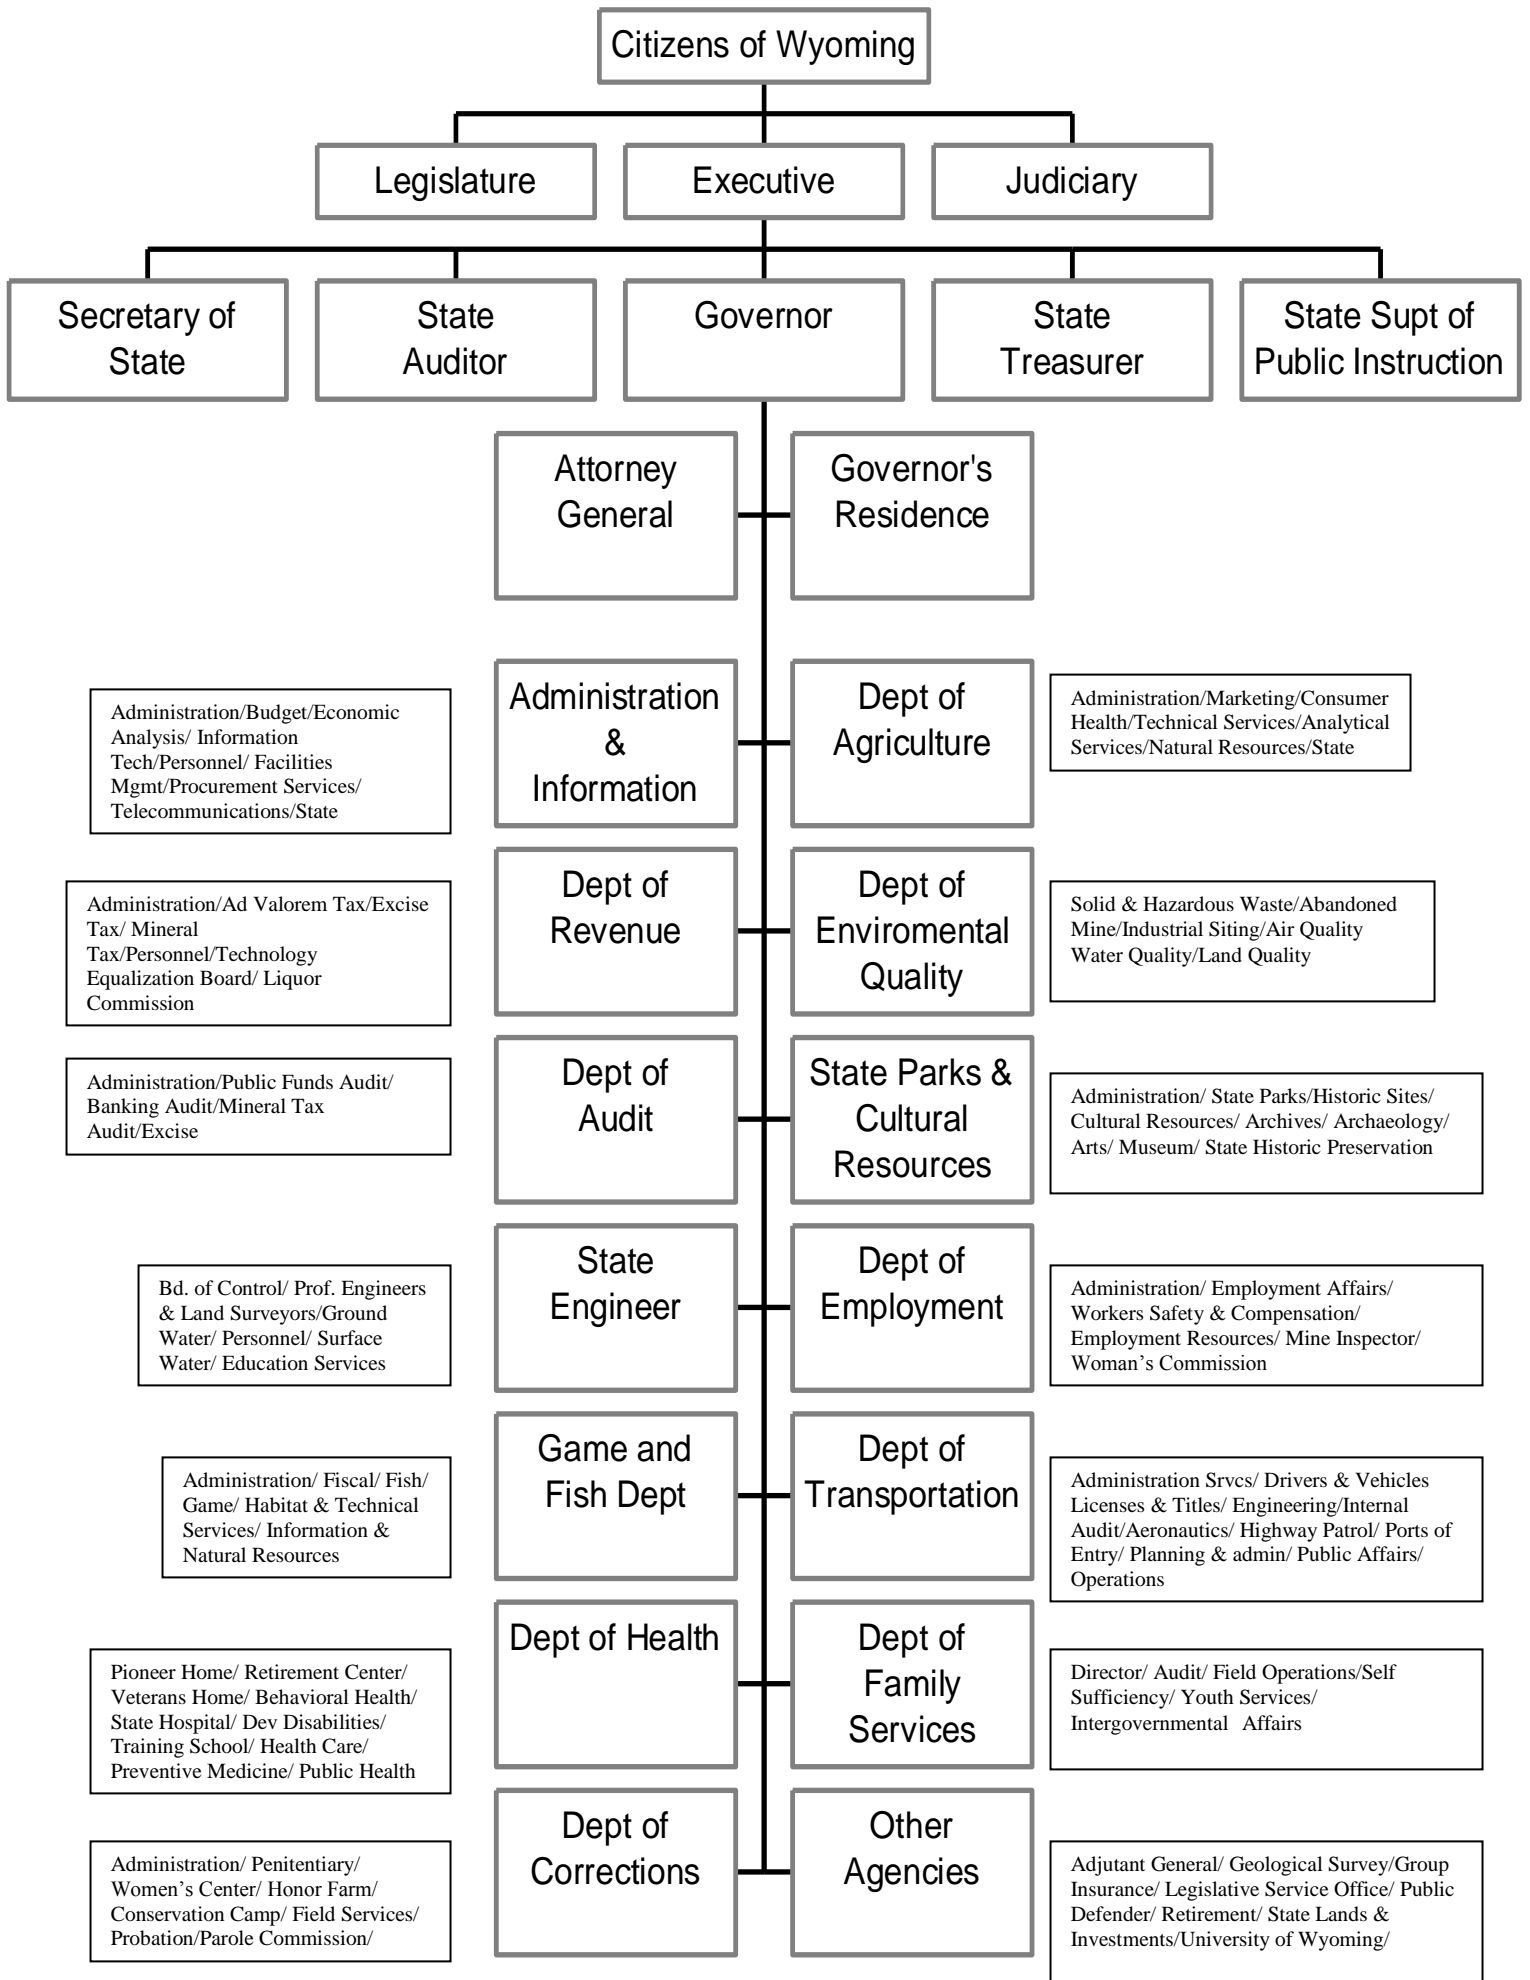 Citizens of Wyoming
Legislature
Executive
Judiciary
Secretary of
State
State
Auditor
Governor
State
Treasurer
State Supt of
Public Instruction
Attorney
General
Governor's
Residence
Administration/Budget/Economic
Analysis/ Information
Tech/Personnel/ Facilities
Mgmt/Procurement Services/
Telecommunications/State
Administration
&
Information
Dept of
Agriculture
Administration/Marketing/Consumer
Health/Technical Services/Analytical
Services/Natural Resources/State
Administration/Ad Valorem Tax/Excise
Tax/ Mineral
Tax/Personnel/Technology
Equalization Board/ Liquor
Commission
Dept of
Revenue
Dept of
Enviromental
Quality
Solid & Hazardous Waste/Abandoned
Mine/Industrial Siting/Air Quality
Water Quality/Land Quality
Administration/Public Funds Audit/
Banking Audit/Mineral Tax
Audit/Excise
Dept of
Audit
State Parks &
Cultural
Resources
Administration/ State Parks/Historic Sites/
Cultural Resources/ Archives/ Archaeology/
Arts/ Museum/ State Historic Preservation
Bd. of Control/ Prof. Engineers
& Land Surveyors/Ground
Water/ Personnel/ Surface
Water/ Education Services
State
Engineer
Dept of
Employment
Administration/ Employment Affairs/
Workers Safety & Compensation/
Employment Resources/ Mine Inspector/
Woman’s Commission
Administration/ Fiscal/ Fish/
Game/ Habitat & Technical
Services/ Information &
Natural Resources
Game and
Fish Dept
Dept of
Transportation
Administration Srvcs/ Drivers & Vehicles
Licenses & Titles/ Engineering/Internal
Audit/Aeronautics/ Highway Patrol/ Ports of
Entry/ Planning & admin/ Public Affairs/
Operations
Pioneer Home/ Retirement Center/
Veterans Home/ Behavioral Health/
State Hospital/ Dev Disabilities/
Training School/ Health Care/
Preventive Medicine/ Public Health
Dept of Health
Dept of
Family
Services
Director/ Audit/ Field Operations/Self
Sufficiency/ Youth Services/
Intergovernmental Affairs
Administration/ Penitentiary/
Women’s Center/ Honor Farm/
Conservation Camp/ Field Services/
Probation/Parole Commission/
Dept of
Corrections
Other
Agencies
Adjutant General/ Geological Survey/Group
Insurance/ Legislative Service Office/ Public
Defender/ Retirement/ State Lands &
Investments/University of Wyoming/